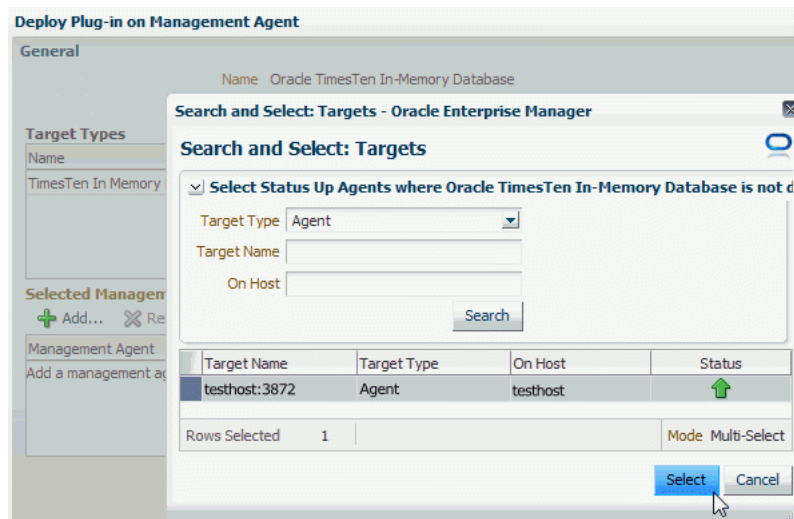 Deploy Plug-in on Management Agent
General
Name Oracle TimesTen In-Memory Database
Target Types
Name
TimesTen In Memory
Selected Managem
Add... Re
Management Agent
Add a management ag
Search and Select: Targets - Oracle Enterprise Manager
Search and Select: Targets
Select Status Up Agents where Oracle TimesTen In-Memory Database is not d
Target Type Agent
Target Name
On Host
Search
Target Name Target Type On Host Status
testhost:3872 Agent testhost
Rows Selected 1 Mode Multi-Select
Select Cancel